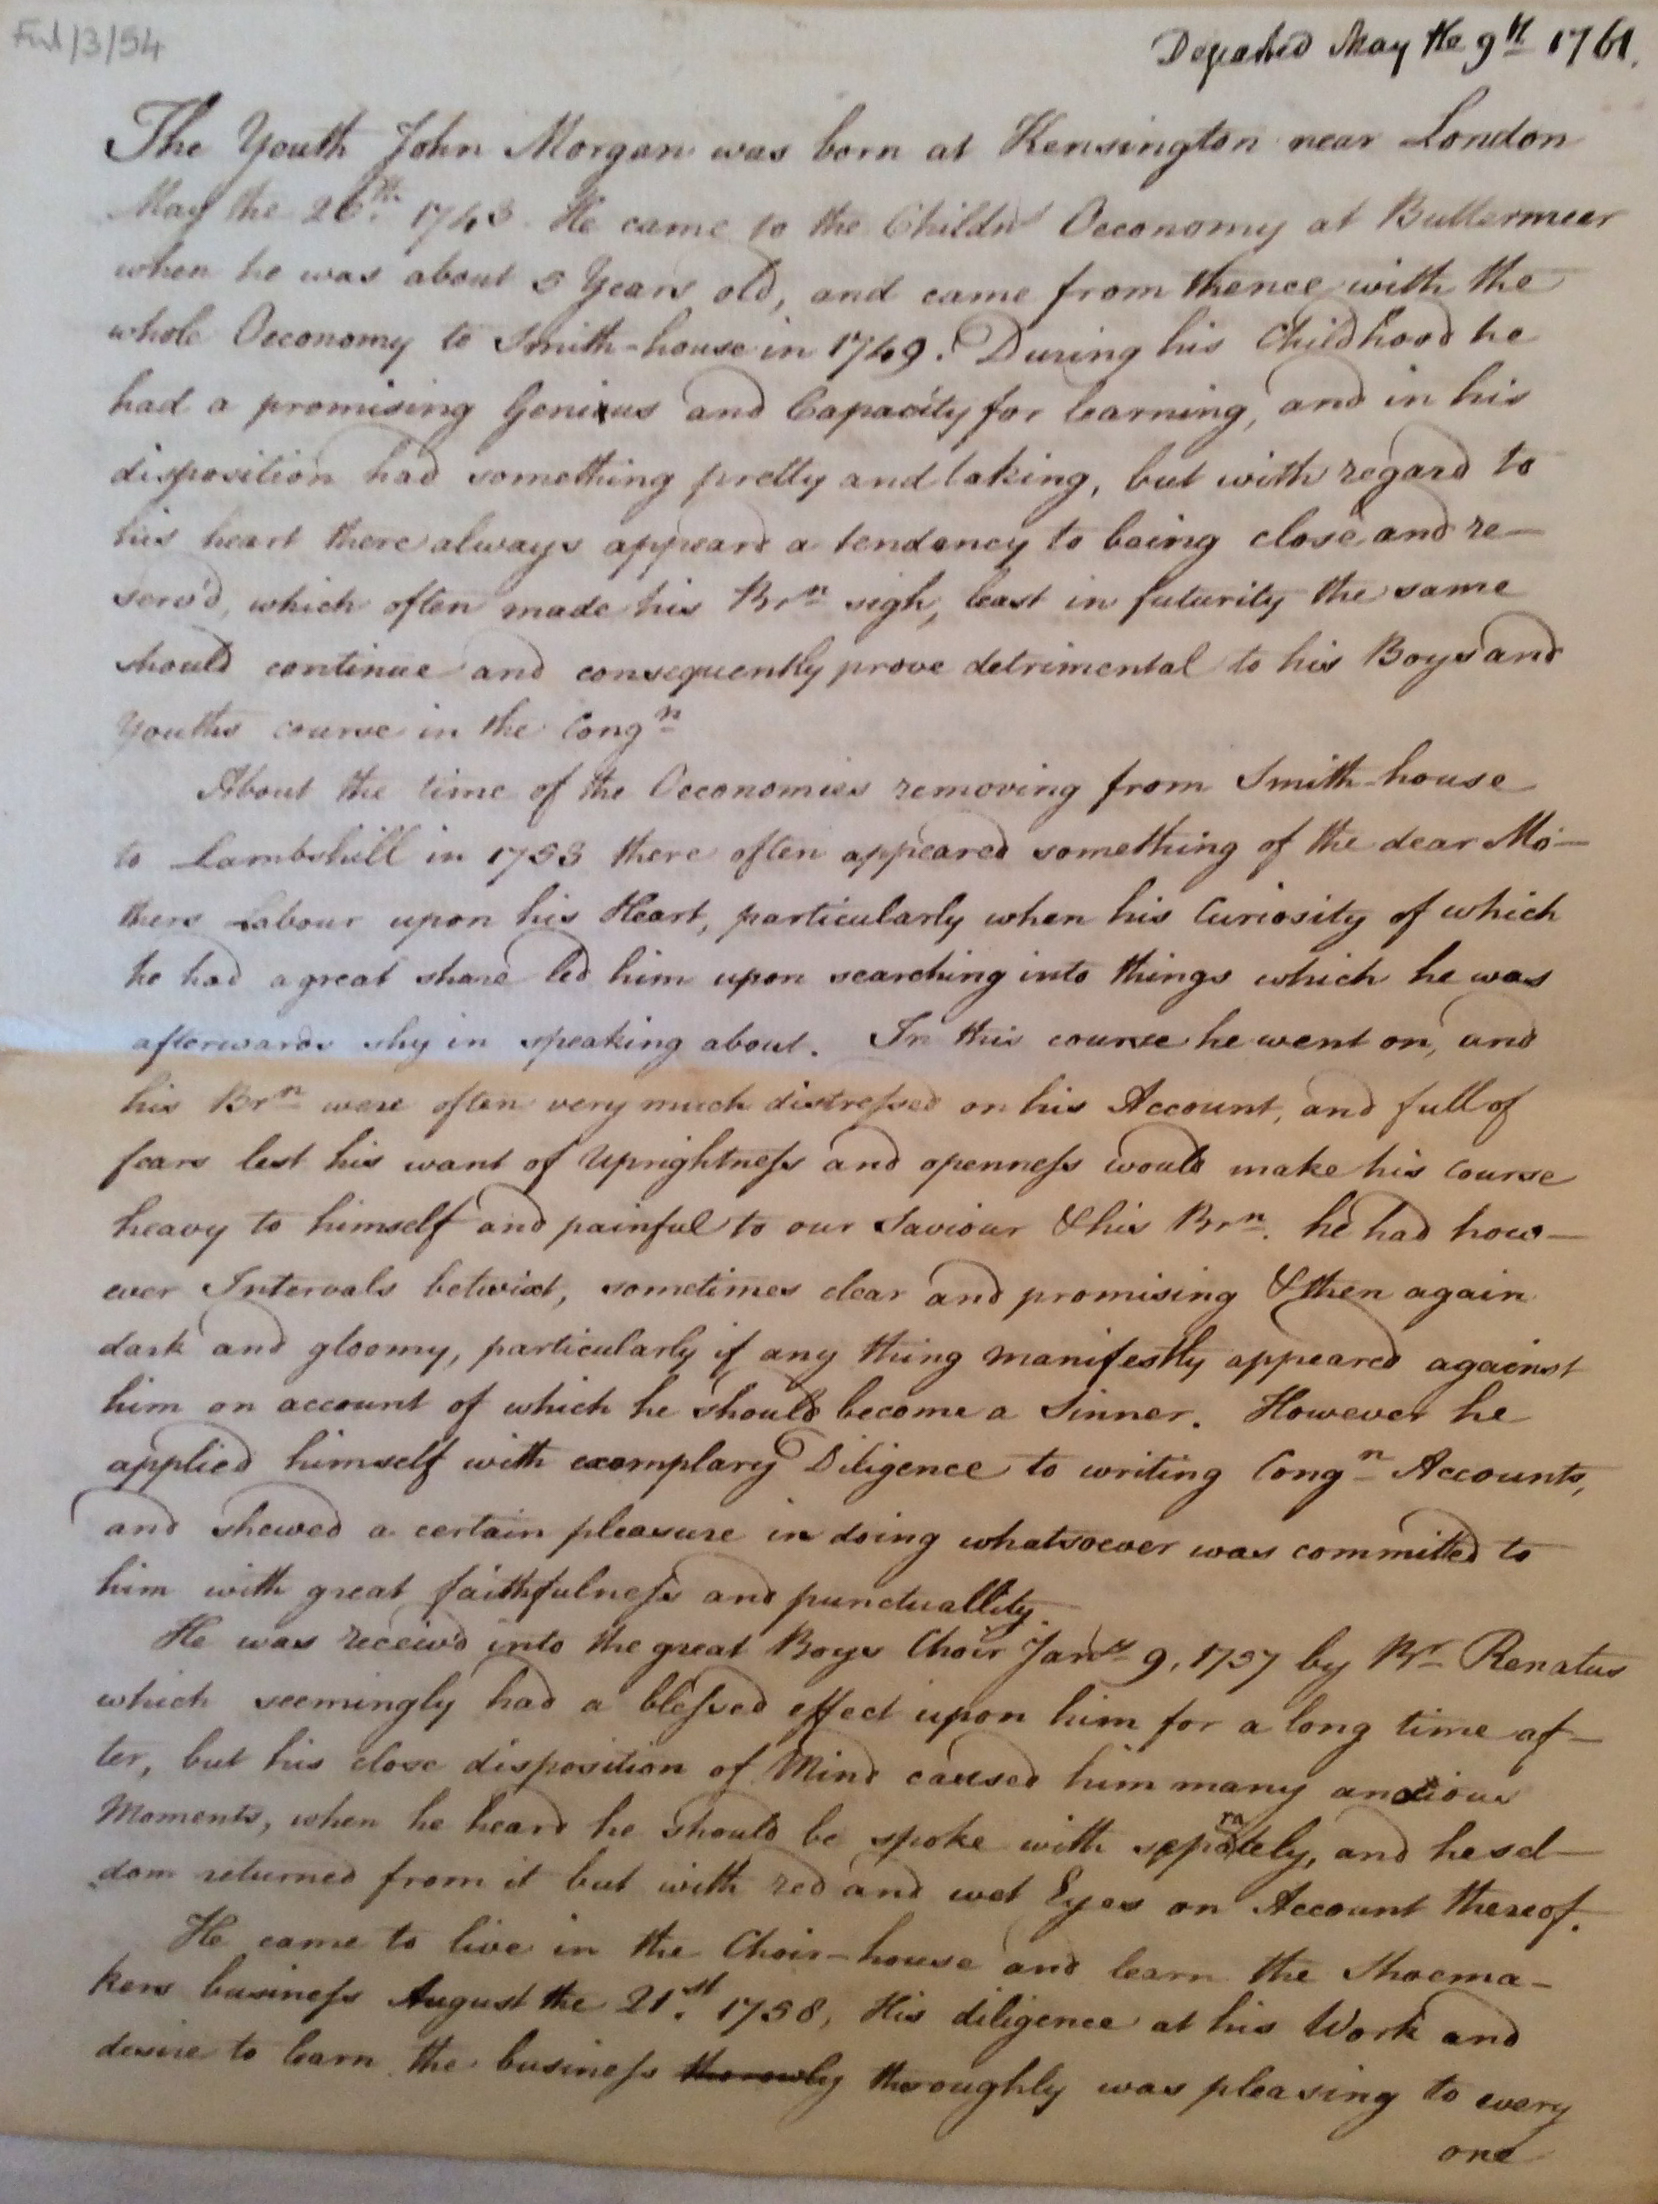 Ful/3/54
Departed May the 9th 1761.
The Youth John Morgan was born at Kensington near London
May the 26th. 1743. He came to the Childn's Oeconomy at Buttermeer
when he was about 5 Years old, and came from thence with the
whole Oeconomy to Smith-house in 1749. During his Childhood he
had a promising Genixus and Capacity for learning, and in his
disposition had something pretty and taking, but with regard to
his heart there always appeard a tendency to being close and re-
serv'd, which often made his Brn sigh, least in futurity the same
should continue and consequently prove detrimental to his Boys and
Youths course in the Congn
About the time of the Oeconomies removing from Smith-house
to Lambshill in 1753 there often appeared something of the dear Mo-
thers Labour upon his Heart, particularly when his Curiosity of which
he had a great share led him upon searching into things which he was
afterwards shy in speaking about. In this course he went on, and
his Brn were often very much distressed on his Account, and full of
fears lest his want of Uprightness and openness would make his Course
heavy to himself and painful to our Saviour & his Brn. he had how-
ever Intervals betwixt, sometimes clear and promising & then again
dark and gloomy, particularly if any thing manifestly appeared against
him on account of which he should become a Sinner. However he
applied himself with exemplary Diligence to writing Congn Accounts,
and shewed a certain pleasure in doing whatsoever was committed to
him with great faithfulness and punctuallity.
He was receiv'd into the great Boys Choir Janry 9, 1757 by Br Renatus
which seemingly had a blessed effect upon him for a long time af-
ter, but his close disposition of Mind caused him many anxious
Moments, when he heard he should be spoke with separately, and he sel-
dom returned from it but with red and wet Eyes on Account thereof.
He came to live in the Choir-house and learn the Shoema-
kers business August the 21st. 1758, His diligence at his Work and
desire to learn the business thorowly thoroughly was pleasing to every
one